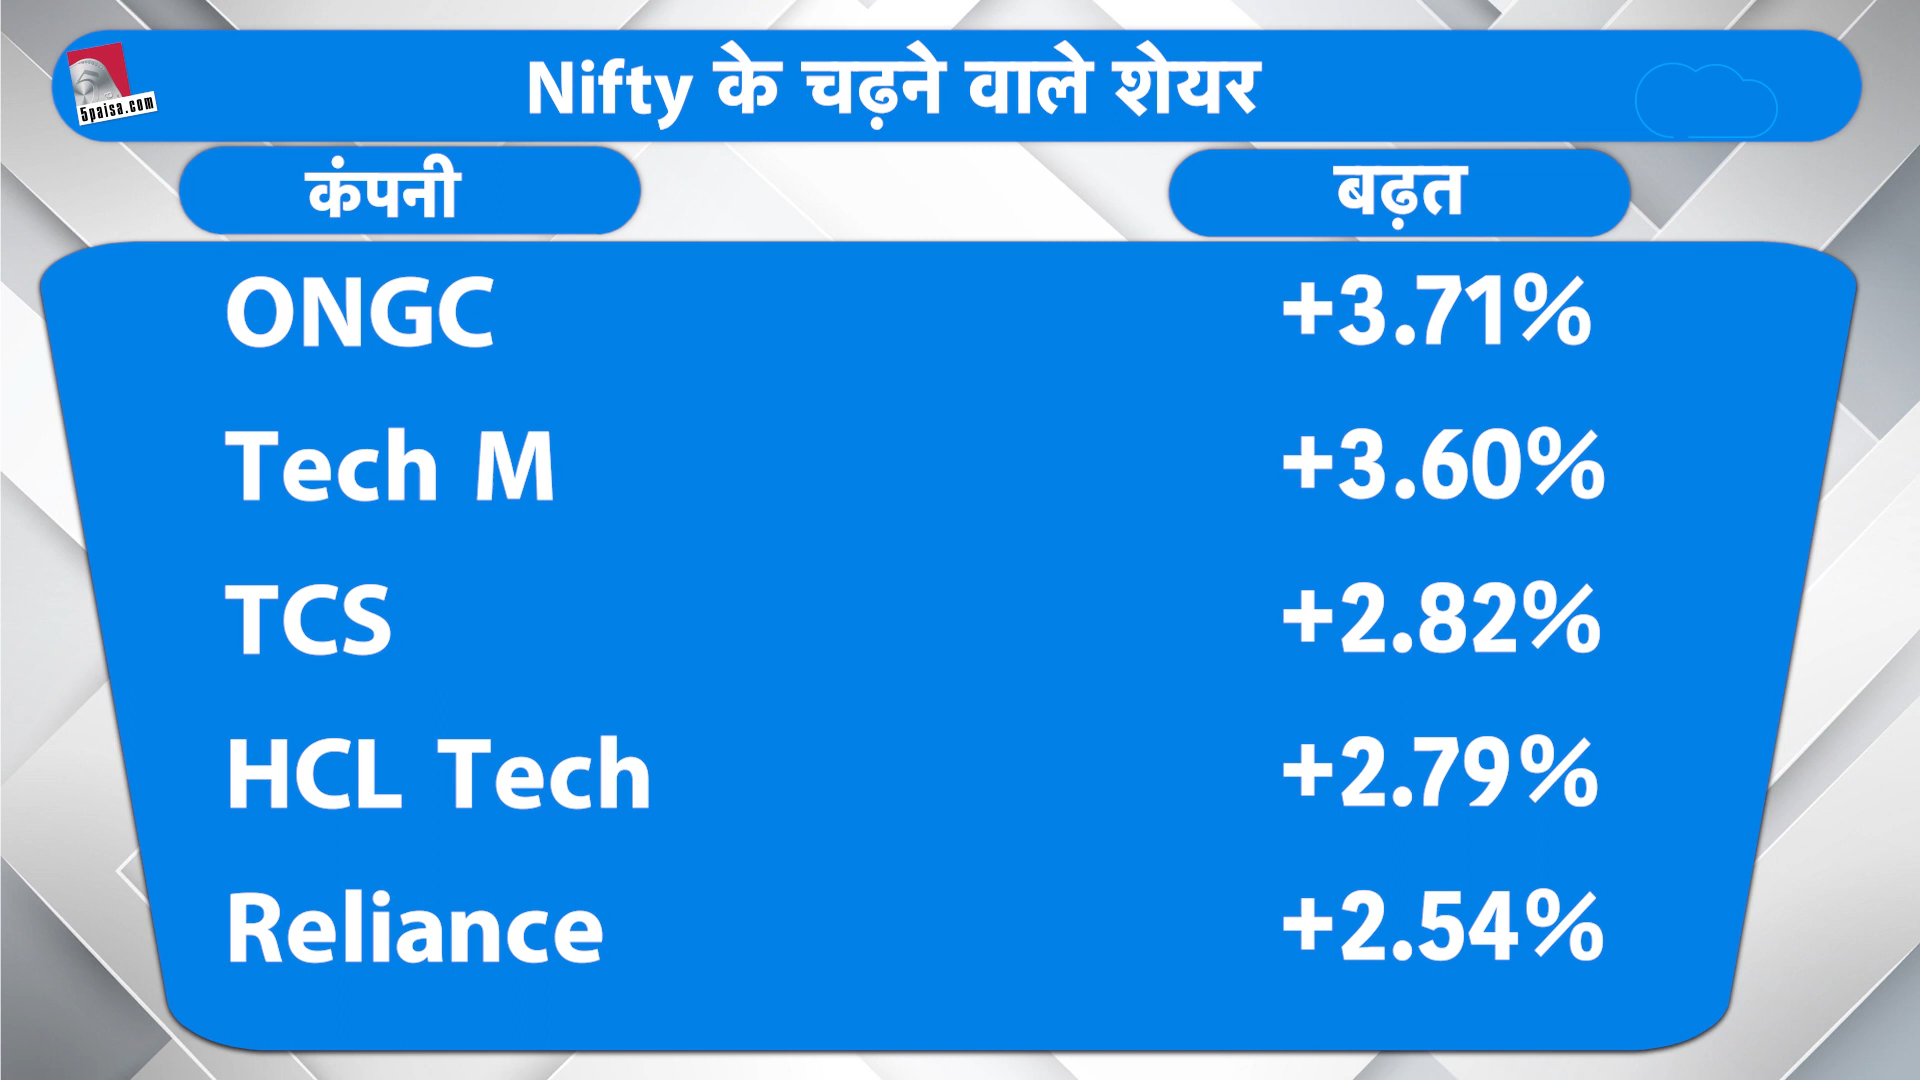 5paisa.com
Nifty के चढ़ने वाले शेयर
कंपनी बढ़त
ONGC +3.71%
Tech M +3.60%
TCS +2.82%
HCL Tech +2.79%
Reliance +2.54%